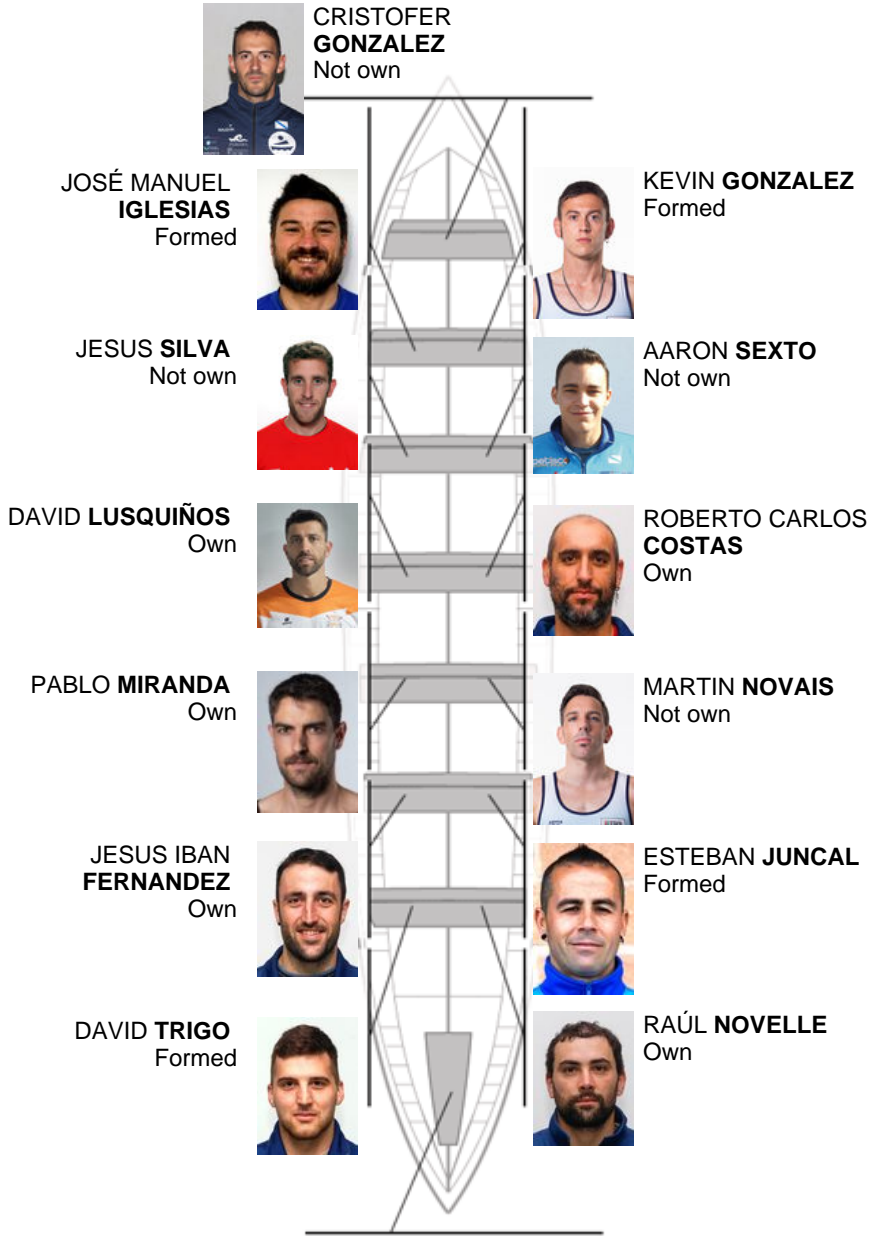 CRISTOFER
GONZALEZ
Not own
JOSÉ MANUEL
IGLESIAS
Formed
KEVIN GONZALEZ
Formed
JESUS SILVA
Not own
AARON SEXTO
Not own
DAVID LUSQUIÑOS
Own
ROBERTO CARLOS
COSTAS
Own
PABLO MIRANDA
Own
MARTIN NOVAIS
Not own
JESUS IBAN
FERNANDEZ
Own
ESTEBAN JUNCAL
Formed
DAVID TRIGO
Formed
RAÚL NOVELLE
Own